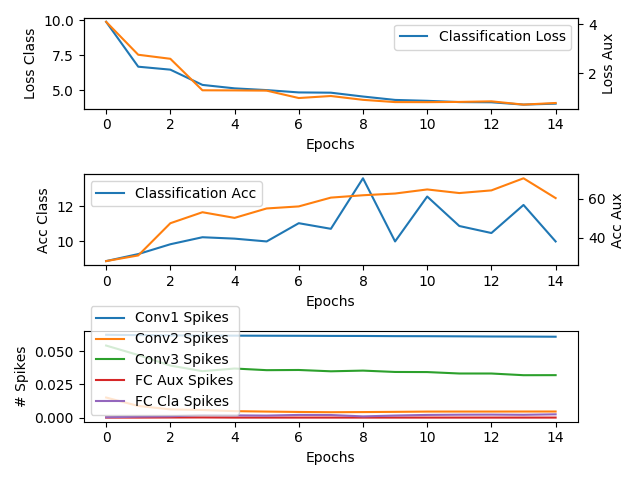 10.0
7.5
5.0
Loss Class
Classification Loss
4
2
Loss Aux
0 2 4 6 8 10 12 14
Epochs
12
10
Acc Class
Classification Acc
60
40
Acc Aux
0 2 4 6 8 10 12 14
Epochs
0.050
0.025
0.000
# Spikes
Conv1 Spikes
Conv2 Spikes
Conv3 Spikes
FC Aux Spikes
FC Cla Spikes
0 2 4 6 8 10 12 14
Epochs